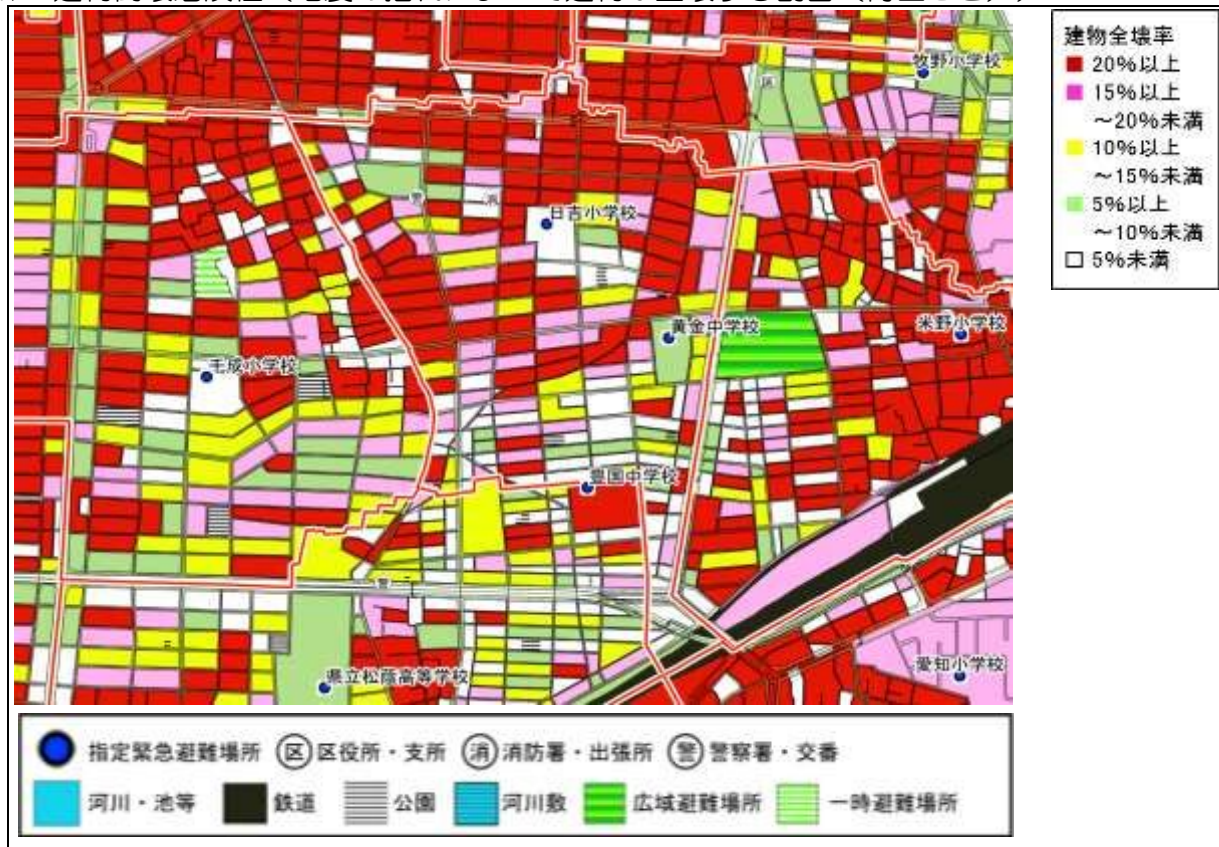 建物全壊率
20%以上
15%以上
～20%未満
10%以上
～15%未満
5%以上
～10%未満
5%未満
牧野小学校
区
警
消
日吉小学校
黄金中学校
米野小学校
千成小学校
豊国中学校
警
県立松蔭高等学校
愛知小学校
指定緊急避難場所
区 区役所・支所
消 消防署・出張所
警 警察署・交番
河川・池等
鉄道
公園
河川敷
広域避難場所
一時避難場所